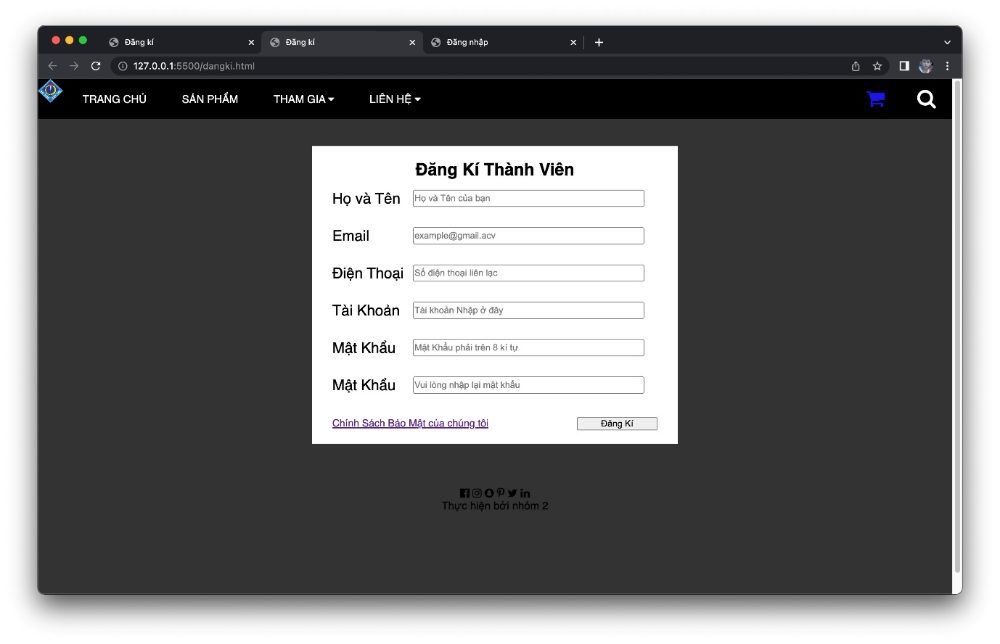 Đăng kí
Đăng kí
Đăng nhập
127.0.0.1:5500/dangki.html
TRANG CHỦ SẢN PHẨM THAM GIA LIÊN HỆ
Đăng Kí Thành Viên
Họ và Tên Họ và Tên của bạn
Email example@gmail.acv
Điện Thoại Số điện thoại liên lạc
Tài Khoản Tài khoản Nhập ở đây
Mật Khẩu Mật Khẩu phải trên 8 kí tự
Mật Khẩu Vui lòng nhập lại mật khẩu
Chính Sách Bảo Mật của chúng tôi Đăng Kí
Thực hiện bởi nhóm 2